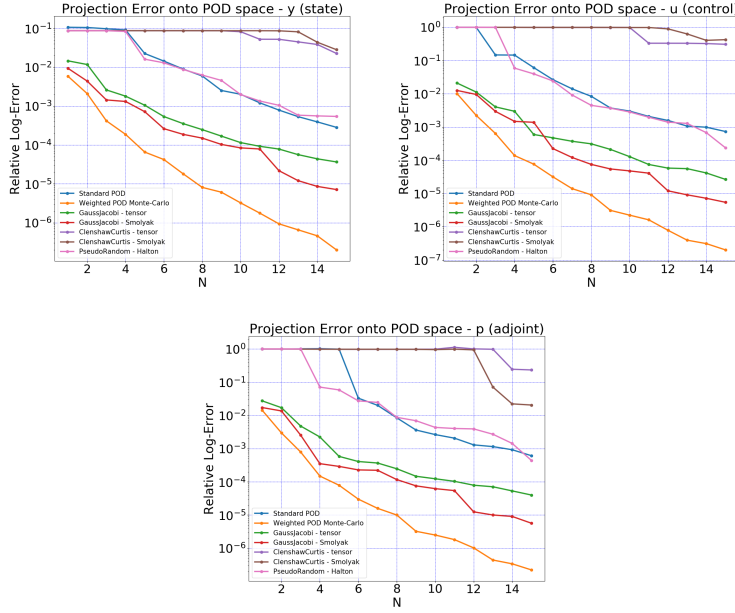 Projection Error onto POD space - y (state)
Relative Log-Error
10⁻¹
10⁻²
10⁻³
10⁻⁴
10⁻⁵
10⁻⁶
Standard POD
Weighted POD Monte-Carlo
GaussJacobi - tensor
GaussJacobi - Smolyak
ClenshawCurtis - tensor
ClenshawCurtis - Smolyak
PseudoRandom - Halton
2 4 6 8 10 12 14
N
Projection Error onto POD space - u (control)
Relative Log-Error
10⁰
10⁻¹
10⁻²
10⁻³
10⁻⁴
10⁻⁵
10⁻⁶
10⁻⁷
Standard POD
Weighted POD Monte-Carlo
GaussJacobi - tensor
GaussJacobi - Smolyak
ClenshawCurtis - tensor
ClenshawCurtis - Smolyak
PseudoRandom - Halton
2 4 6 8 10 12 14
N
Projection Error onto POD space - p (adjoint)
Relative Log-Error
10⁰
10⁻¹
10⁻²
10⁻³
10⁻⁴
10⁻⁵
10⁻⁶
Standard POD
Weighted POD Monte-Carlo
GaussJacobi - tensor
GaussJacobi - Smolyak
ClenshawCurtis - tensor
ClenshawCurtis - Smolyak
PseudoRandom - Halton
2 4 6 8 10 12 14
N